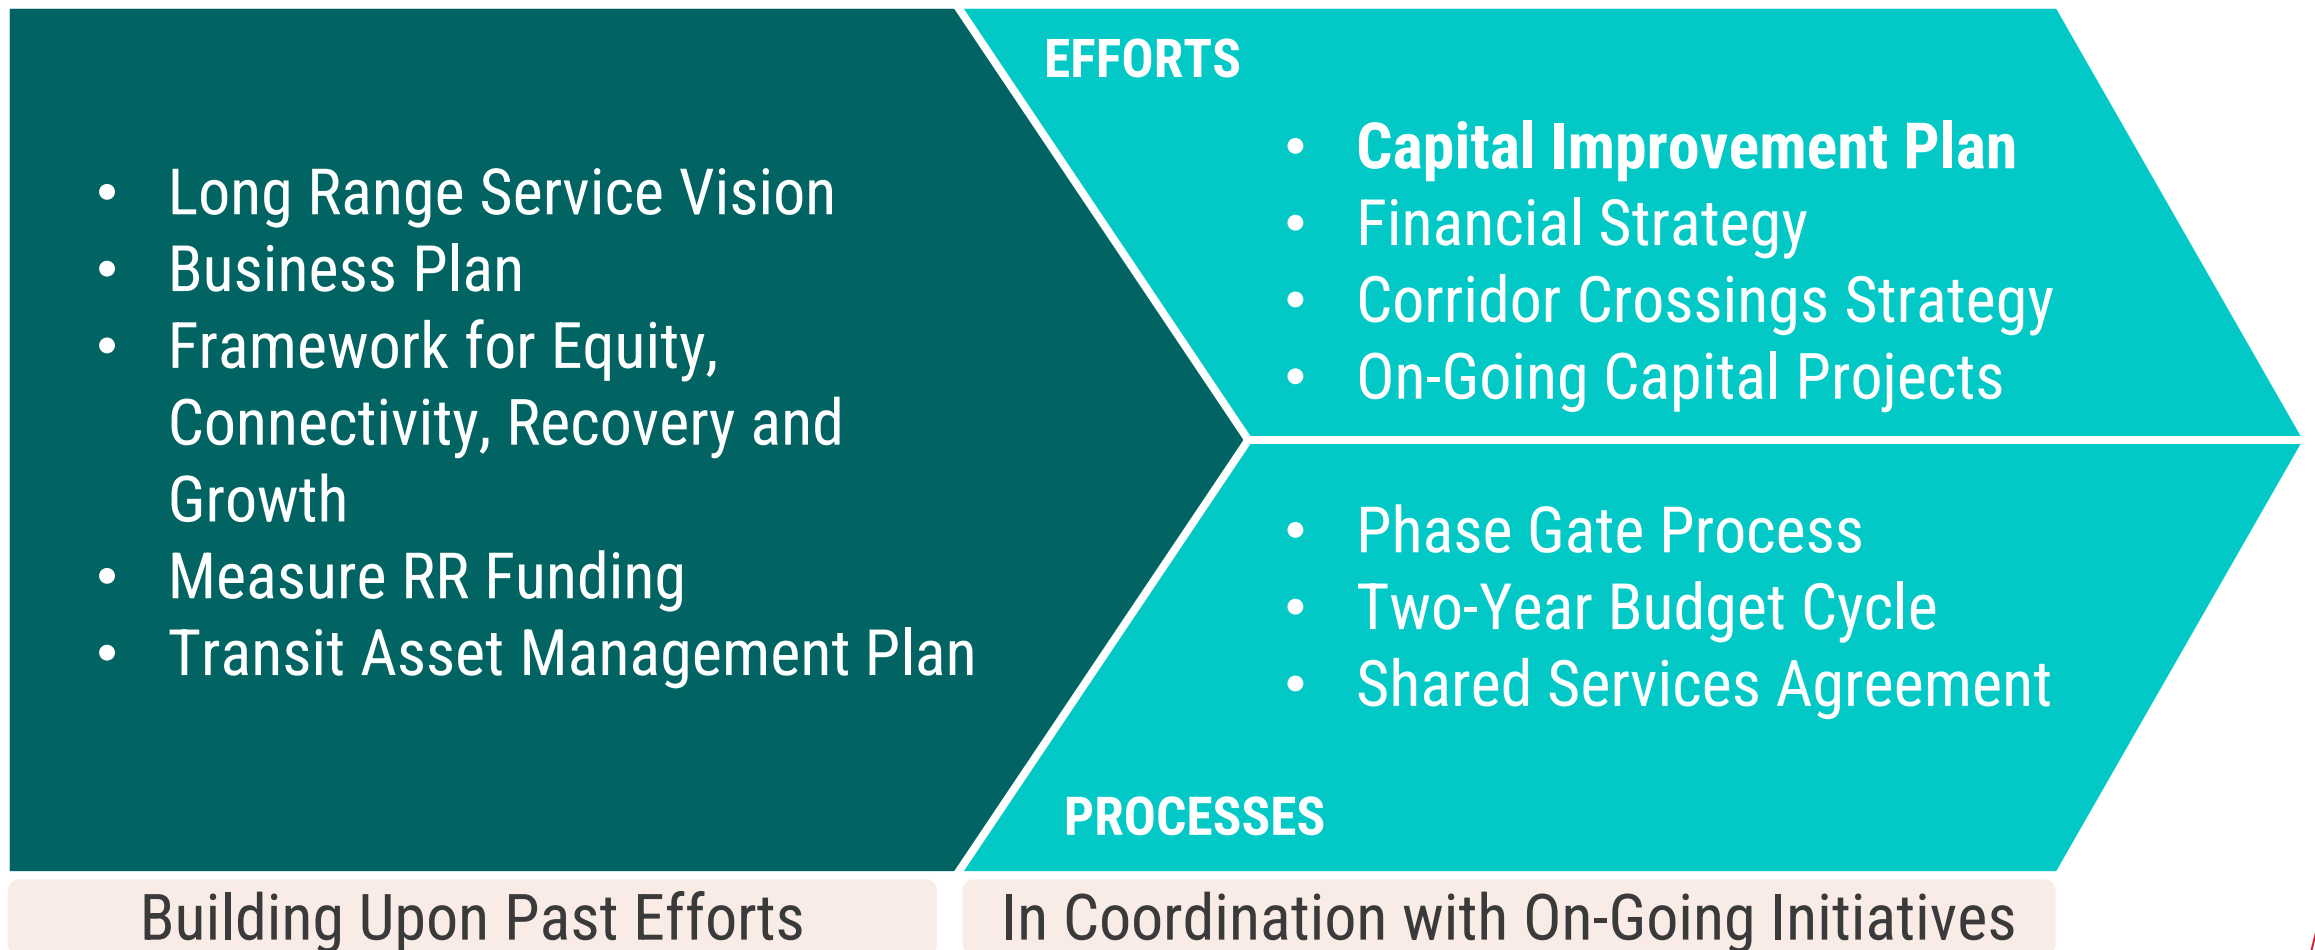 • Long Range Service Vision
• Business Plan
• Framework for Equity,
Connectivity, Recovery and
Growth
• Measure RR Funding
• Transit Asset Management Plan
EFFORTS
• Capital Improvement Plan
• Financial Strategy
• Corridor Crossings Strategy
• On-Going Capital Projects
• Phase Gate Process
• Two-Year Budget Cycle
• Shared Services Agreement
PROCESSES
Building Upon Past Efforts
In Coordination with On-Going Initiatives